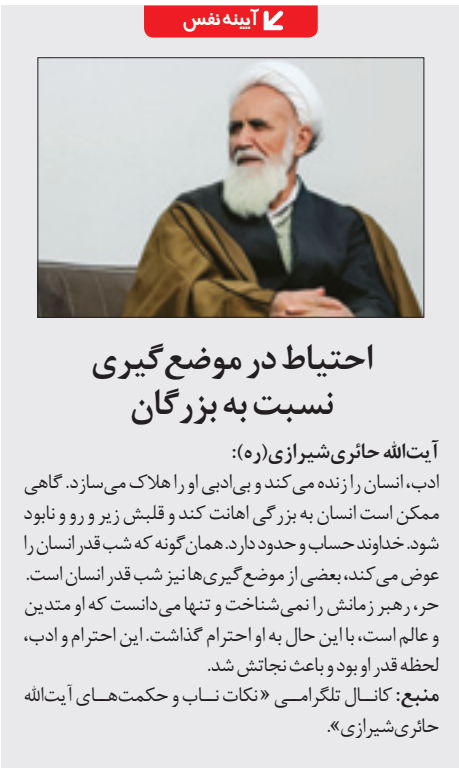 آیینه نفس
احتیاط در موضع‌گیری
نسبت به بزرگان
آیت‌الله حائری‌شیرازی(ره):
ادب، انسان را زنده می‌کند و بی‌ادبی او را هلاک می‌سازد. گاهی
ممکن است انسان به بزرگی اهانت کند و قلبش زیر و رو و نابود
شود. خداوند حساب و حدود دارد. همان‌گونه که شب قدر انسان را
عوض می‌کند، بعضی از موضع‌گیری‌ها نیز شب قدر انسان است.
حر، رهبر زمانش را نمی‌شناخت و تنها می‌دانست که او متدین
و عالم است، با این حال به او احترام گذاشت. این احترام و ادب،
لحظه قدر او بود و باعث نجاتش شد.
منبع: کانــال تلگرامــی «نکات نــاب و حکمت‌هــای آیت‌الله
حائری‌شیرازی».